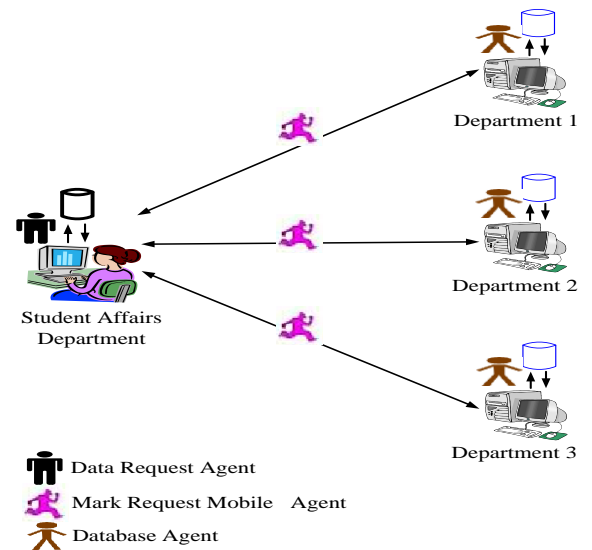 Department 1
Department 2
Student Affairs
Department
Department 3
Data Request Agent
Mark Request Mobile Agent
Database Agent